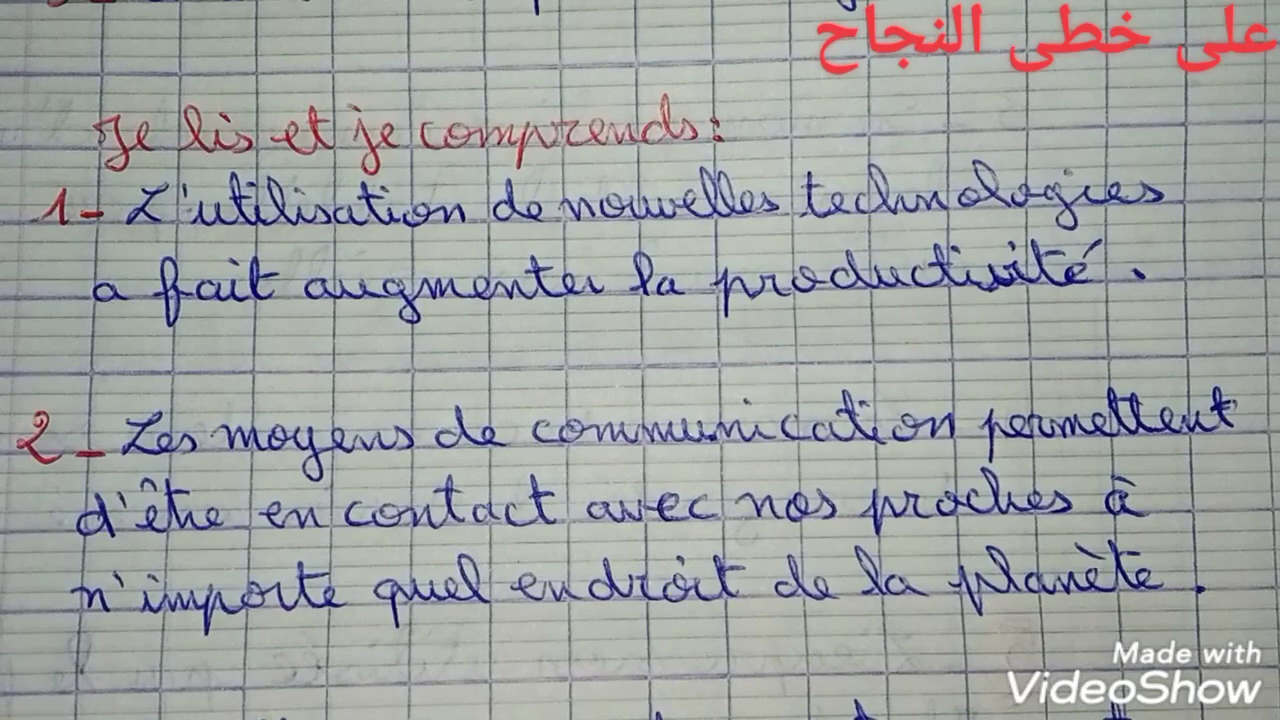 على خطى النجاح
Je lis et je comprends:
1- L'utilisation de nouvelles technologies
a fait augmenter la productivité.
2- Les moyens de communication permettent
d'être en contact avec nos proches à
n'importe quel endroit de la planète.
Made with
VideoShow